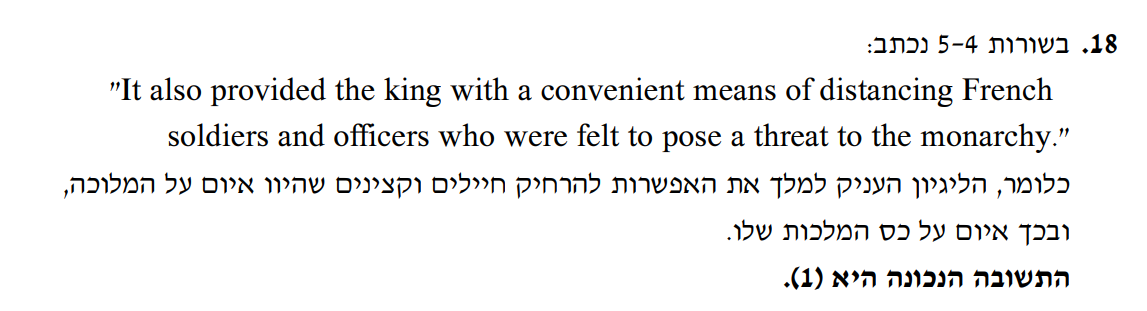 18. בשורות 5-4 נכתב:
"It also provided the king with a convenient means of distancing French
soldiers and officers who were felt to pose a threat to the monarchy."
כלומר, הליגיון העניק למלך את האפשרות להרחיק חיילים וקצינים שהיוו איום על המלוכה,
ובכך איום על כס המלכות שלו.
התשובה הנכונה היא (1).